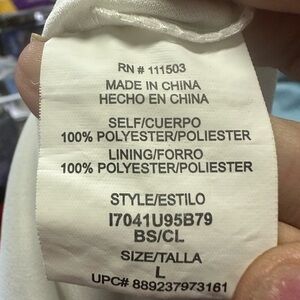 RN # 111503
MADE IN CHINA
HECHO EN CHINA
SELF/CUERPO
100% POLYESTER/POLIESTER
LINING/FORRO
100% POLYESTER/POLIESTER
STYLE/ESTILO
I7041U95B79
BS/CL
SIZE/TALLA
L
UPC# 889237973161